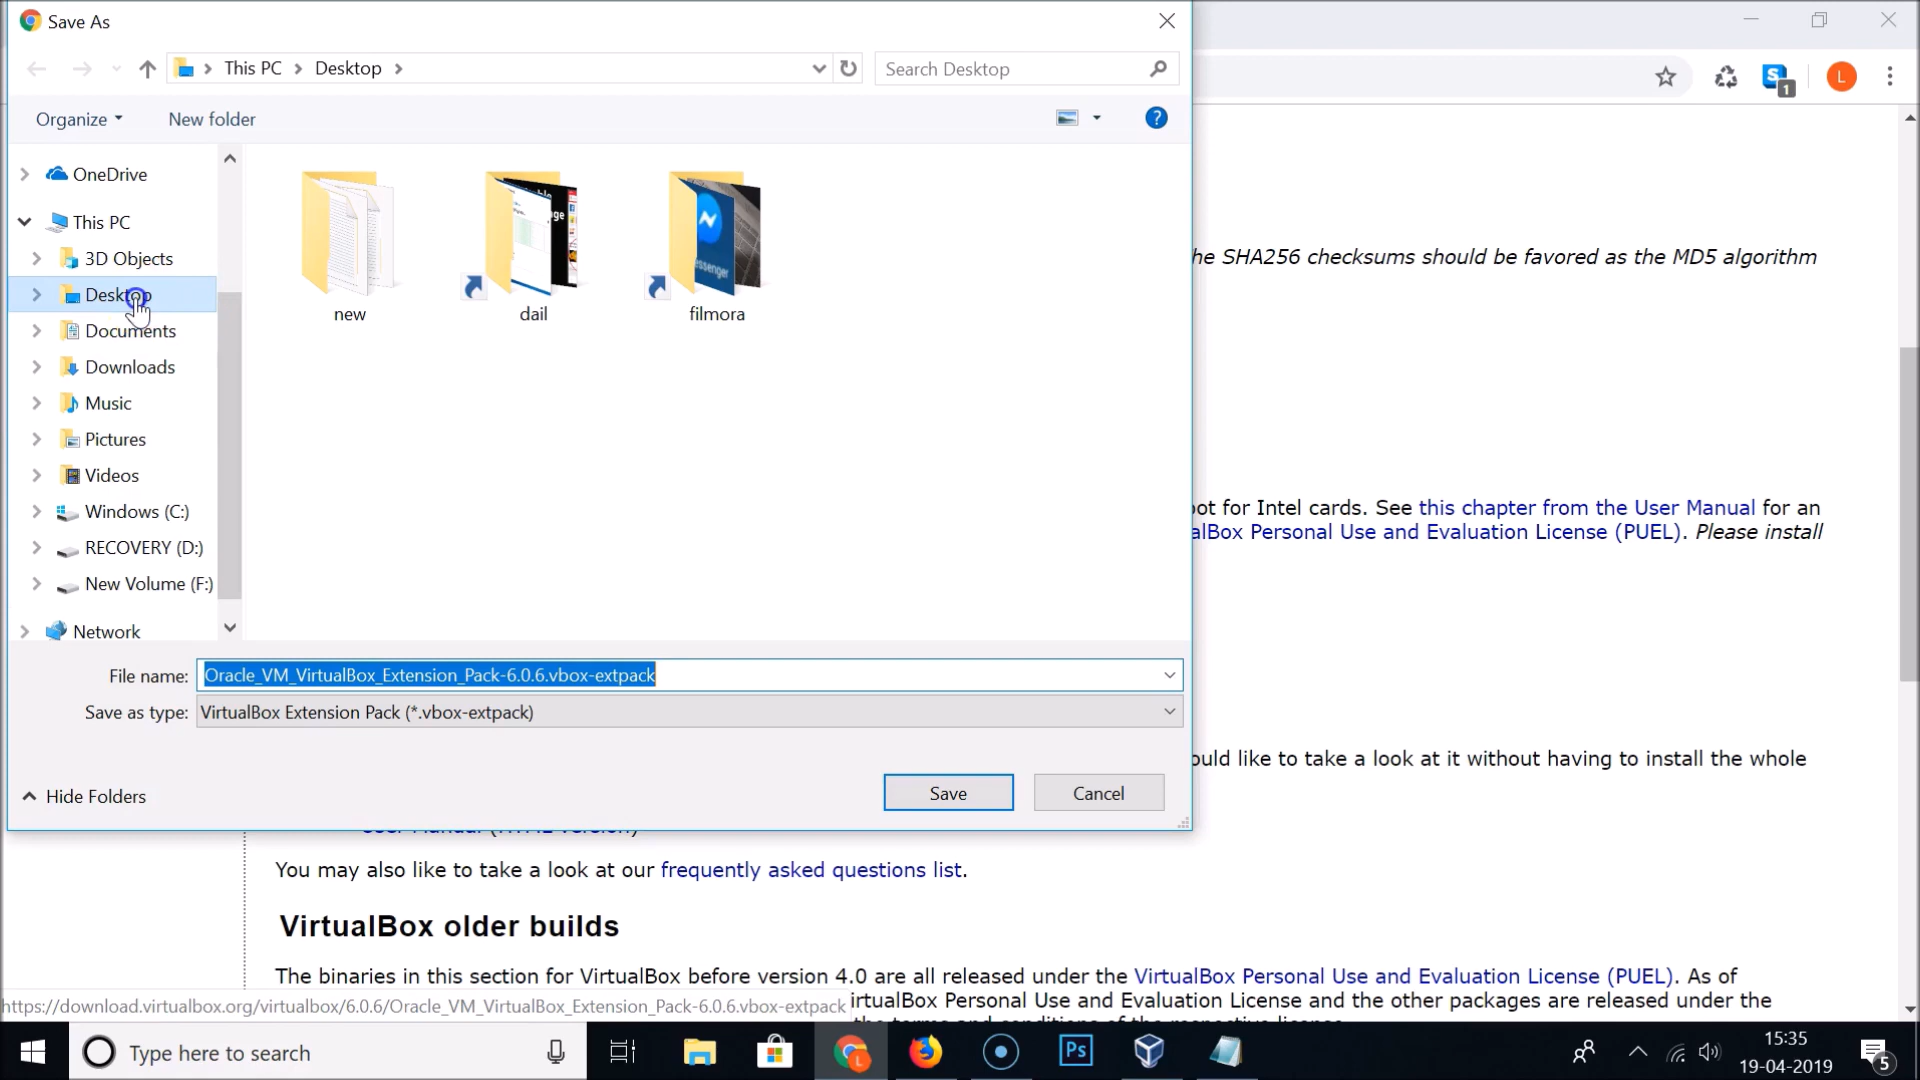 Save As
This PC > Desktop >
Search Desktop
L
1
Organize
New folder
?
OneDrive
This PC
3D Objects
Desktop
Documents
Downloads
Music
Pictures
Videos
Windows (C:)
RECOVERY (D:)
New Volume (F:)
Network
new
dail
filmora
he SHA256 checksums should be favored as the MD5 algorithm
for Intel cards. See this chapter from the User Manual for an
alBox Personal Use and Evaluation License (PUEL). Please install
ould like to take a look at it without having to install the whole
File name:
Oracle_VM_VirtualBox_Extension_Pack-6.0.6.vbox-extpack
Save as type:
VirtualBox Extension Pack (*.vbox-extpack)
Hide Folders
Save
Cancel
You may also like to take a look at our frequently asked questions list.
VirtualBox older builds
The binaries in this section for VirtualBox before version 4.0 are all released under the VirtualBox Personal Use and Evaluation License (PUEL). As of
https://download.virtualbox.org/virtualbox/6.0.6/Oracle_VM_VirtualBox_Extension_Pack-6.0.6.vbox-extpack
irtualBox Personal Use and Evaluation License and the other packages are released under the
Type here to search
L
Ps
15:35
19-04-2019
5